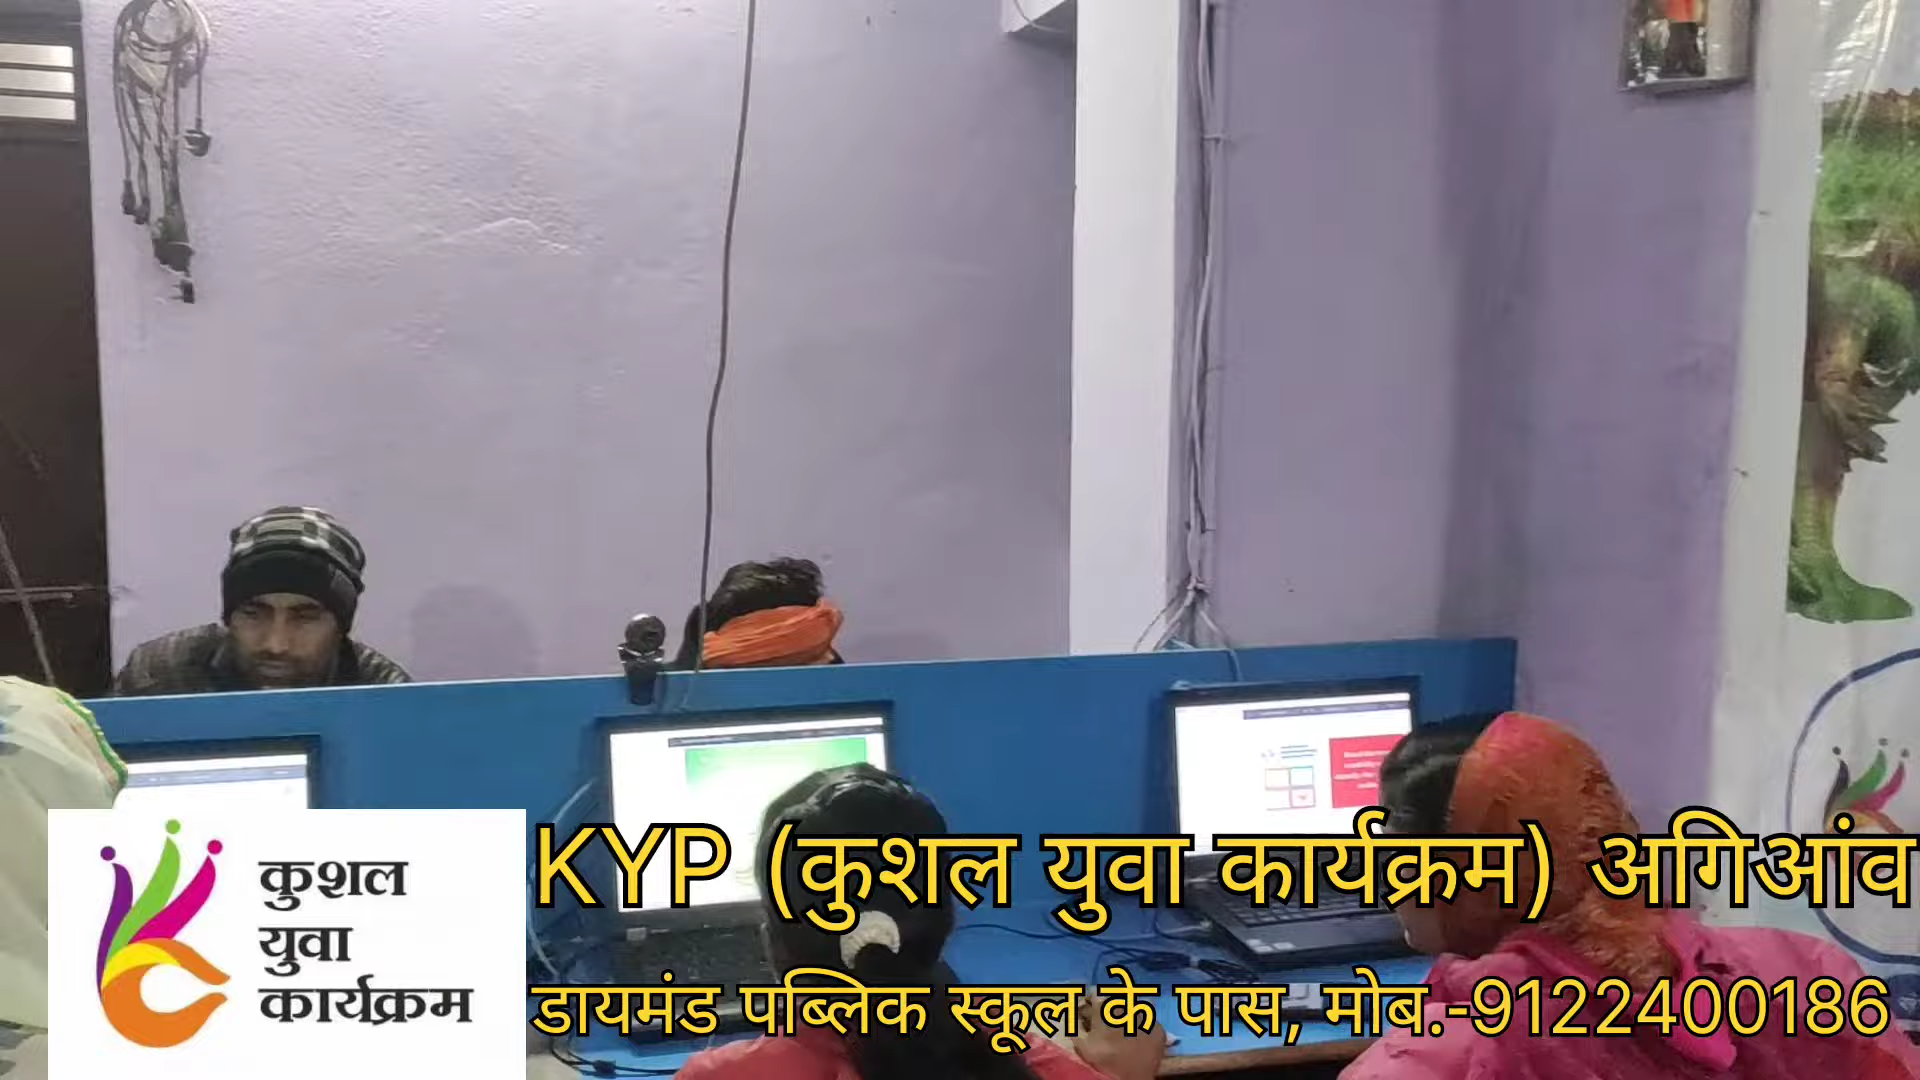 कुशल
युवा
कार्यक्रम
KYP (कुशल युवा कार्यक्रम) अगिआंव
डायमंड पब्लिक स्कूल के पास, मोब.-9122400186